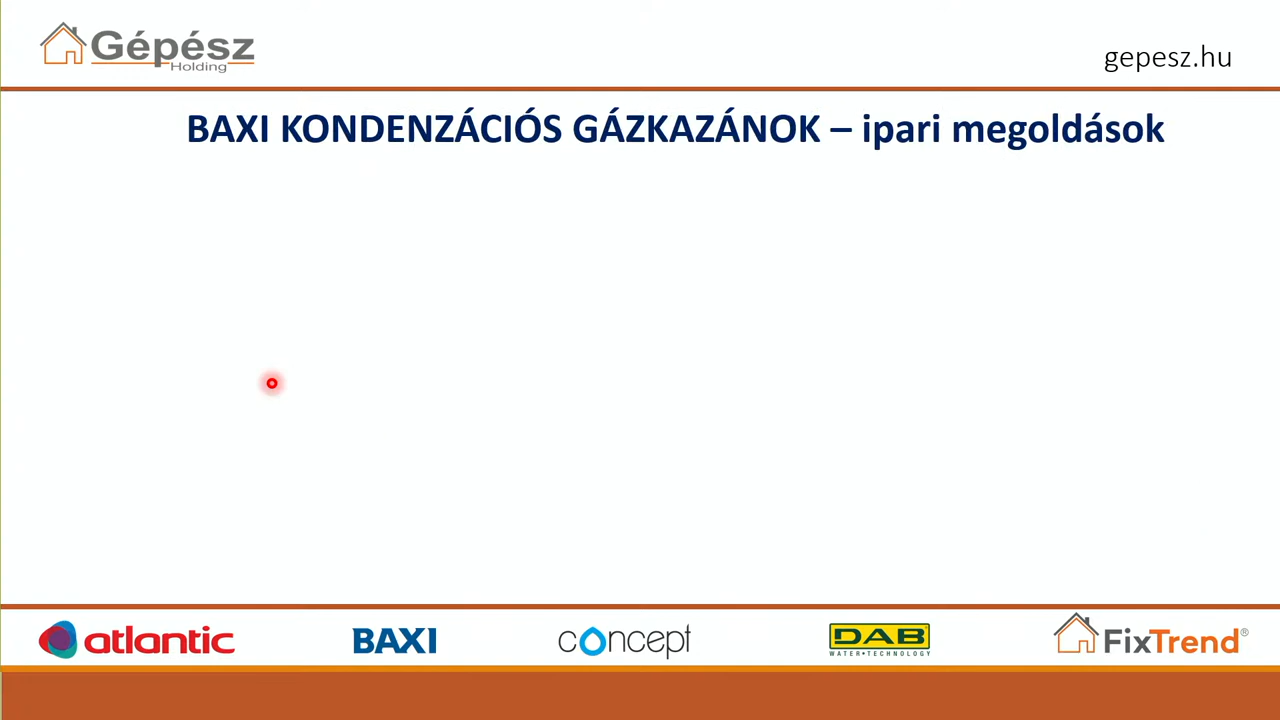 Gépész
Holding
gepesz.hu
BAXI KONDENZÁCIÓS GÁZKAZÁNOK – ipari megoldások
atlantic
BAXI
concept
DAB
WATER•TECHNOLOGY
FixTrend®